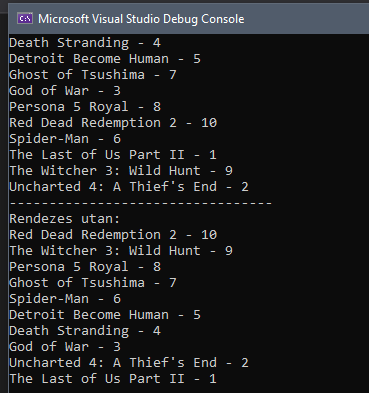 Microsoft Visual Studio Debug Console
Death Stranding - 4
Detroit Become Human - 5
Ghost of Tsushima - 7
God of War - 3
Persona 5 Royal - 8
Red Dead Redemption 2 - 10
Spider-Man - 6
The Last of Us Part II - 1
The Witcher 3: Wild Hunt - 9
Uncharted 4: A Thief's End - 2
---------------------------------
Rendezes utan:
Red Dead Redemption 2 - 10
The Witcher 3: Wild Hunt - 9
Persona 5 Royal - 8
Ghost of Tsushima - 7
Spider-Man - 6
Detroit Become Human - 5
Death Stranding - 4
God of War - 3
Uncharted 4: A Thief's End - 2
The Last of Us Part II - 1